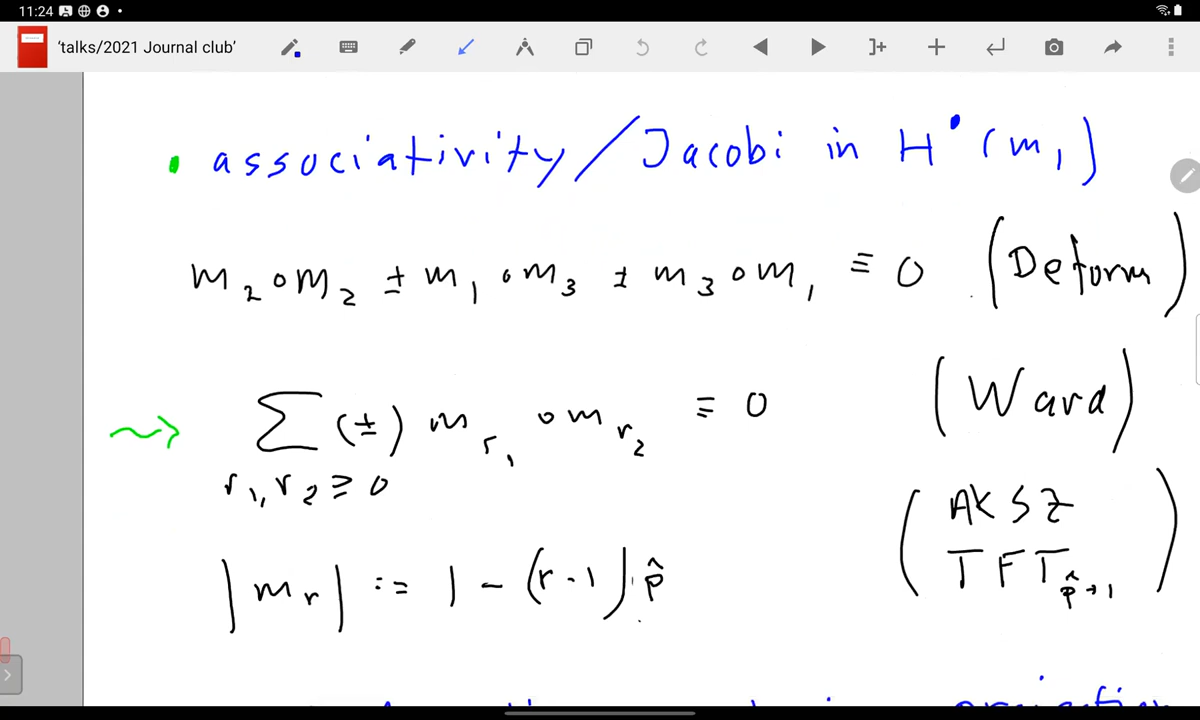 11:24
'talks/2021 Journal club'
• associativity/Jacobi in H•(m₁)
m₂∘m₂ ± m₁∘m₃ ± m₃∘m₁ ≡ 0 (Deform)
⇝ Σ (±) m_{r₁} ∘ m_{r₂} ≡ 0 (Ward)
r₁, r₂ ≥ 0
|m_r| := 1 - (r-1)·p̂ (AKSZ
TFT_{p̂+1})